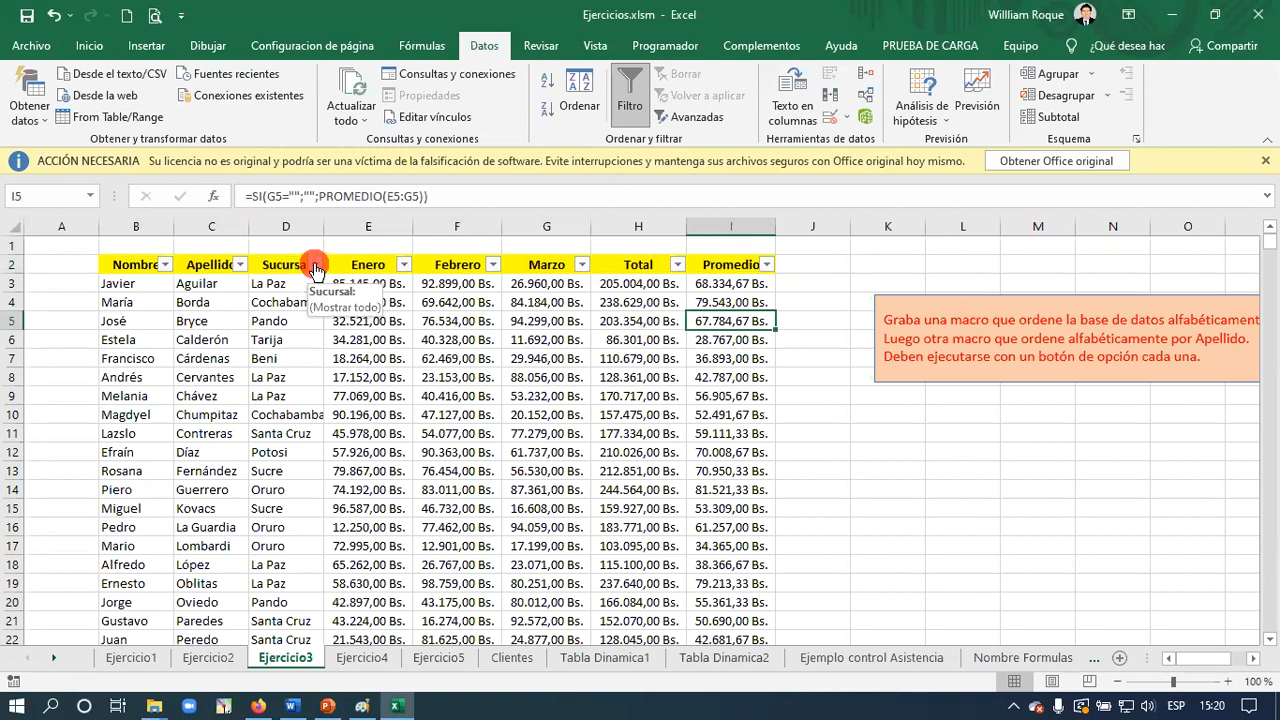 Ejercicios.xlsm - Excel
Willliam Roque
Archivo Inicio Insertar Dibujar Configuracion de página Fórmulas Datos Revisar Vista Programador Complementos Ayuda PRUEBA DE CARGA Equipo ¿Qué desea hac Compartir
Desde el texto/CSV Fuentes recientes Consultas y conexiones Borrar Agrupar
Obtener datos Desde la web Conexiones existentes Actualizar todo Propiedades Ordenar Filtro Volver a aplicar Texto en columnas Análisis de hipótesis Previsión Desagrupar
From Table/Range Editar vínculos Avanzadas Subtotal
Obtener y transformar datos Consultas y conexiones Ordenar y filtrar Herramientas de datos Previsión Esquema
ACCIÓN NECESARIA Su licencia no es original y podría ser una víctima de la falsificación de software. Evite interrupciones y mantenga sus archivos seguros con Office original hoy mismo. Obtener Office original
I5 fx =SI(G5="";"";PROMEDIO(E5:G5))
A B C D E F G H I J K L M N O
1
2 Nombre Apellido Sucursa Enero Febrero Marzo Total Promedio
3 Javier Aguilar La Paz 85.145,00 Bs. 92.899,00 Bs. 26.960,00 Bs. 205.004,00 Bs. 68.334,67 Bs.
Sucursal:
(Mostrar todo)
4 María Borda Cochabam 69.642,00 Bs. 84.184,00 Bs. 238.629,00 Bs. 79.543,00 Bs.
5 José Bryce Pando 32.521,00 Bs. 76.534,00 Bs. 94.299,00 Bs. 203.354,00 Bs. 67.784,67 Bs.
6 Estela Calderón Tarija 34.281,00 Bs. 40.328,00 Bs. 11.692,00 Bs. 86.301,00 Bs. 28.767,00 Bs.
7 Francisco Cárdenas Beni 18.264,00 Bs. 62.469,00 Bs. 29.946,00 Bs. 110.679,00 Bs. 36.893,00 Bs.
8 Andrés Cervantes La Paz 17.152,00 Bs. 23.153,00 Bs. 88.056,00 Bs. 128.361,00 Bs. 42.787,00 Bs.
9 Melania Chávez La Paz 77.069,00 Bs. 40.416,00 Bs. 53.232,00 Bs. 170.717,00 Bs. 56.905,67 Bs.
10 Magdyel Chumpitaz Cochabamba 90.196,00 Bs. 47.127,00 Bs. 20.152,00 Bs. 157.475,00 Bs. 52.491,67 Bs.
11 Lazslo Contreras Santa Cruz 45.978,00 Bs. 54.077,00 Bs. 77.279,00 Bs. 177.334,00 Bs. 59.111,33 Bs.
12 Efraín Díaz Potosi 57.926,00 Bs. 90.363,00 Bs. 61.737,00 Bs. 210.026,00 Bs. 70.008,67 Bs.
13 Rosana Fernández Sucre 79.867,00 Bs. 76.454,00 Bs. 56.530,00 Bs. 212.851,00 Bs. 70.950,33 Bs.
14 Piero Guerrero Oruro 74.192,00 Bs. 83.011,00 Bs. 87.361,00 Bs. 244.564,00 Bs. 81.521,33 Bs.
15 Miguel Kovacs Sucre 96.587,00 Bs. 46.732,00 Bs. 16.608,00 Bs. 159.927,00 Bs. 53.309,00 Bs.
16 Pedro La Guardia Oruro 12.250,00 Bs. 77.462,00 Bs. 94.059,00 Bs. 183.771,00 Bs. 61.257,00 Bs.
17 Mario Lombardi Oruro 72.995,00 Bs. 12.901,00 Bs. 17.199,00 Bs. 103.095,00 Bs. 34.365,00 Bs.
18 Alfredo López La Paz 65.262,00 Bs. 26.767,00 Bs. 23.071,00 Bs. 115.100,00 Bs. 38.366,67 Bs.
19 Ernesto Oblitas La Paz 58.630,00 Bs. 98.759,00 Bs. 80.251,00 Bs. 237.640,00 Bs. 79.213,33 Bs.
20 Jorge Oviedo Pando 42.897,00 Bs. 43.175,00 Bs. 80.012,00 Bs. 166.084,00 Bs. 55.361,33 Bs.
21 Gustavo Paredes Santa Cruz 43.224,00 Bs. 16.274,00 Bs. 92.572,00 Bs. 152.070,00 Bs. 50.690,00 Bs.
22 Juan Peredo Santa Cruz 21.543,00 Bs. 81.625,00 Bs. 24.877,00 Bs. 128.045,00 Bs. 42.681,67 Bs.
Graba una macro que ordene la base de datos alfabéticament
Luego otra macro que ordene alfabéticamente por Apellido.
Deben ejecutarse con un botón de opción cada una.
Ejercicio1 Ejercicio2 Ejercicio3 Ejercicio4 Ejercicio5 Clientes Tabla Dinamica1 Tabla Dinamica2 Ejemplo control Asistencia Nombre Formulas ...
100 %
ESP 15:20